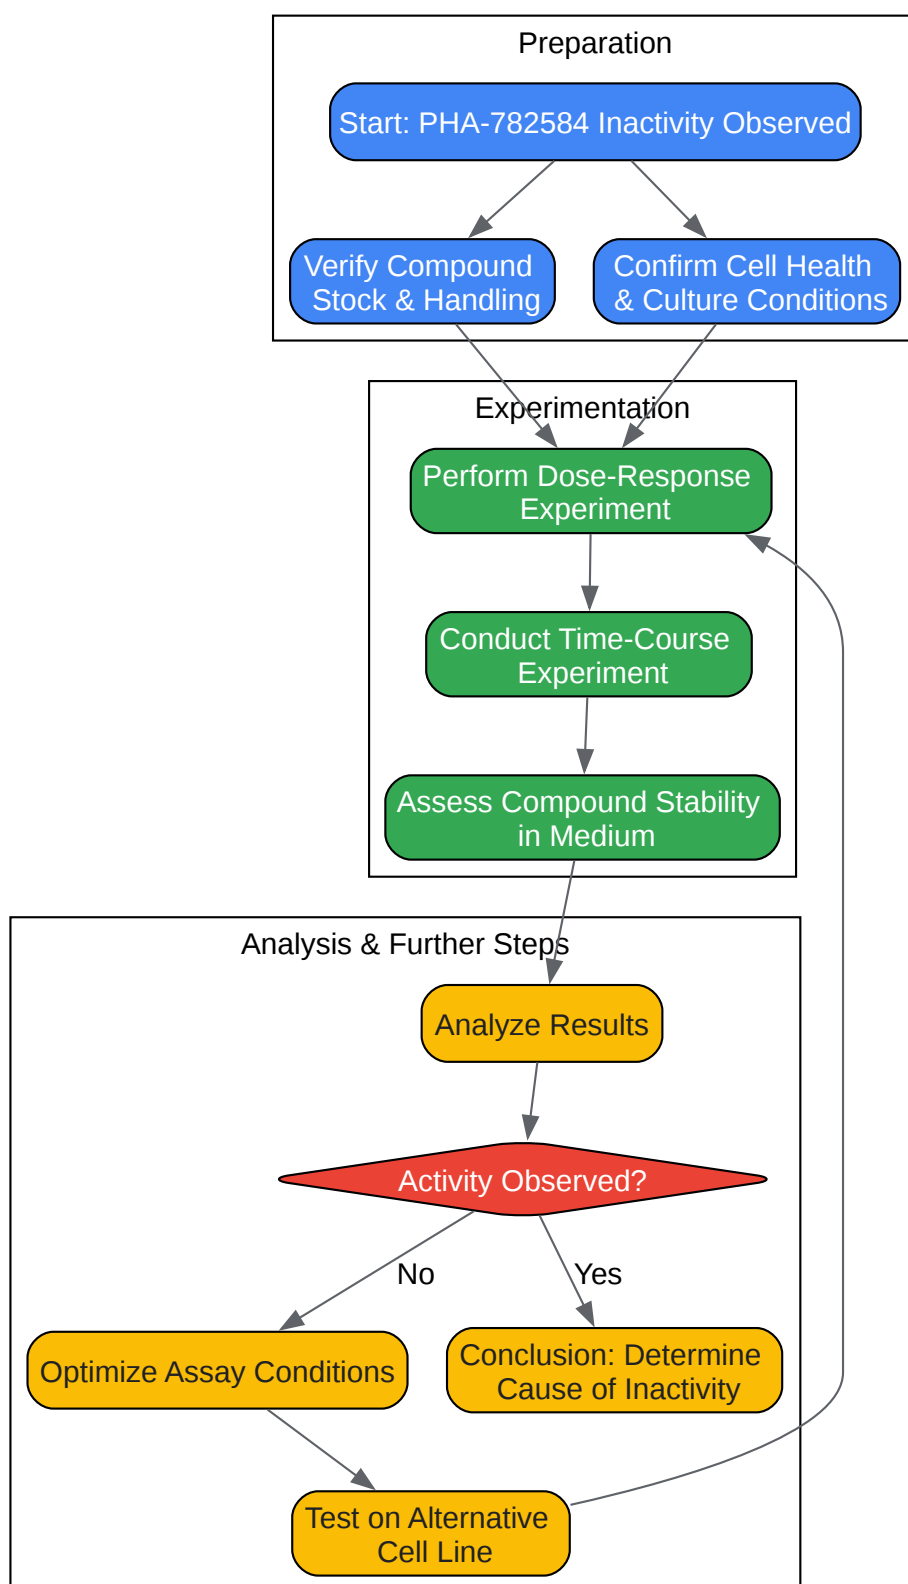 Preparation
Start: PHA-782584 Inactivity Observed
Verify Compound
Stock & Handling
Confirm Cell Health
& Culture Conditions
Experimentation
Perform Dose-Response
Experiment
Conduct Time-Course
Experiment
Assess Compound Stability
in Medium
Analysis & Further Steps
Analyze Results
Activity Observed?
No
Yes
Optimize Assay Conditions
Conclusion: Determine
Cause of Inactivity
Test on Alternative
Cell Line